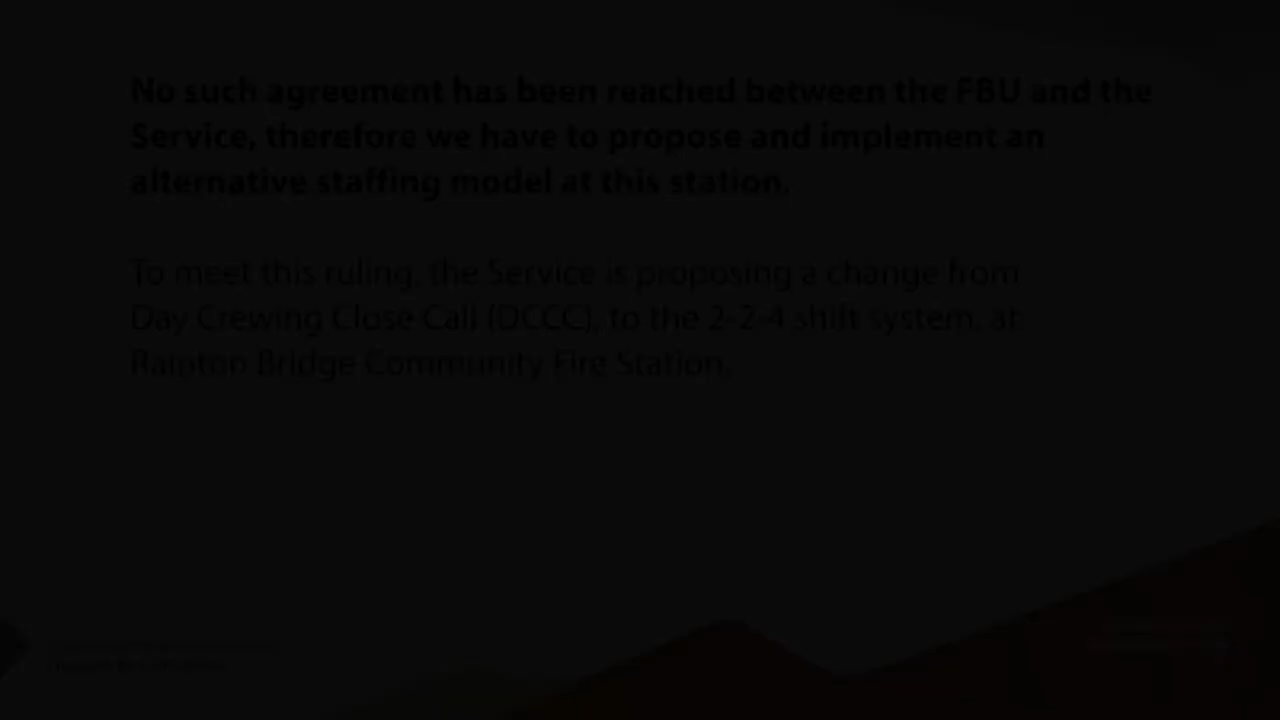 No such agreement has been reached between the FBU and the
Service, therefore we have to propose and implement an
alternative staffing model at this station.
To meet this ruling, the Service is proposing a change from
Day Crewing Close Call (DCCC), to the 2-2-4 shift system, at
Rainton Bridge Community Fire Station.